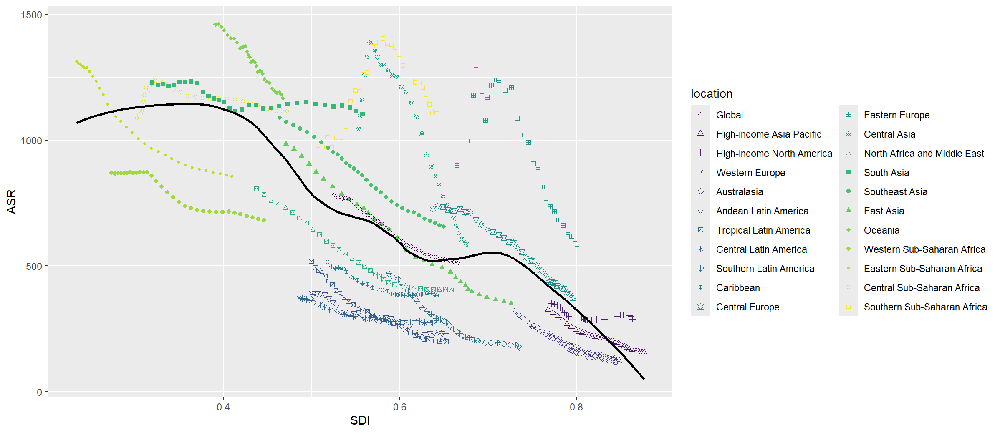 1500
1000
500
0
ASR
0.4
0.6
0.8
SDI
location
Global
High-income Asia Pacific
High-income North America
Western Europe
Australasia
Andean Latin America
Tropical Latin America
Central Latin America
Southern Latin America
Caribbean
Central Europe
Eastern Europe
Central Asia
North Africa and Middle East
South Asia
Southeast Asia
East Asia
Oceania
Western Sub-Saharan Africa
Eastern Sub-Saharan Africa
Central Sub-Saharan Africa
Southern Sub-Saharan Africa